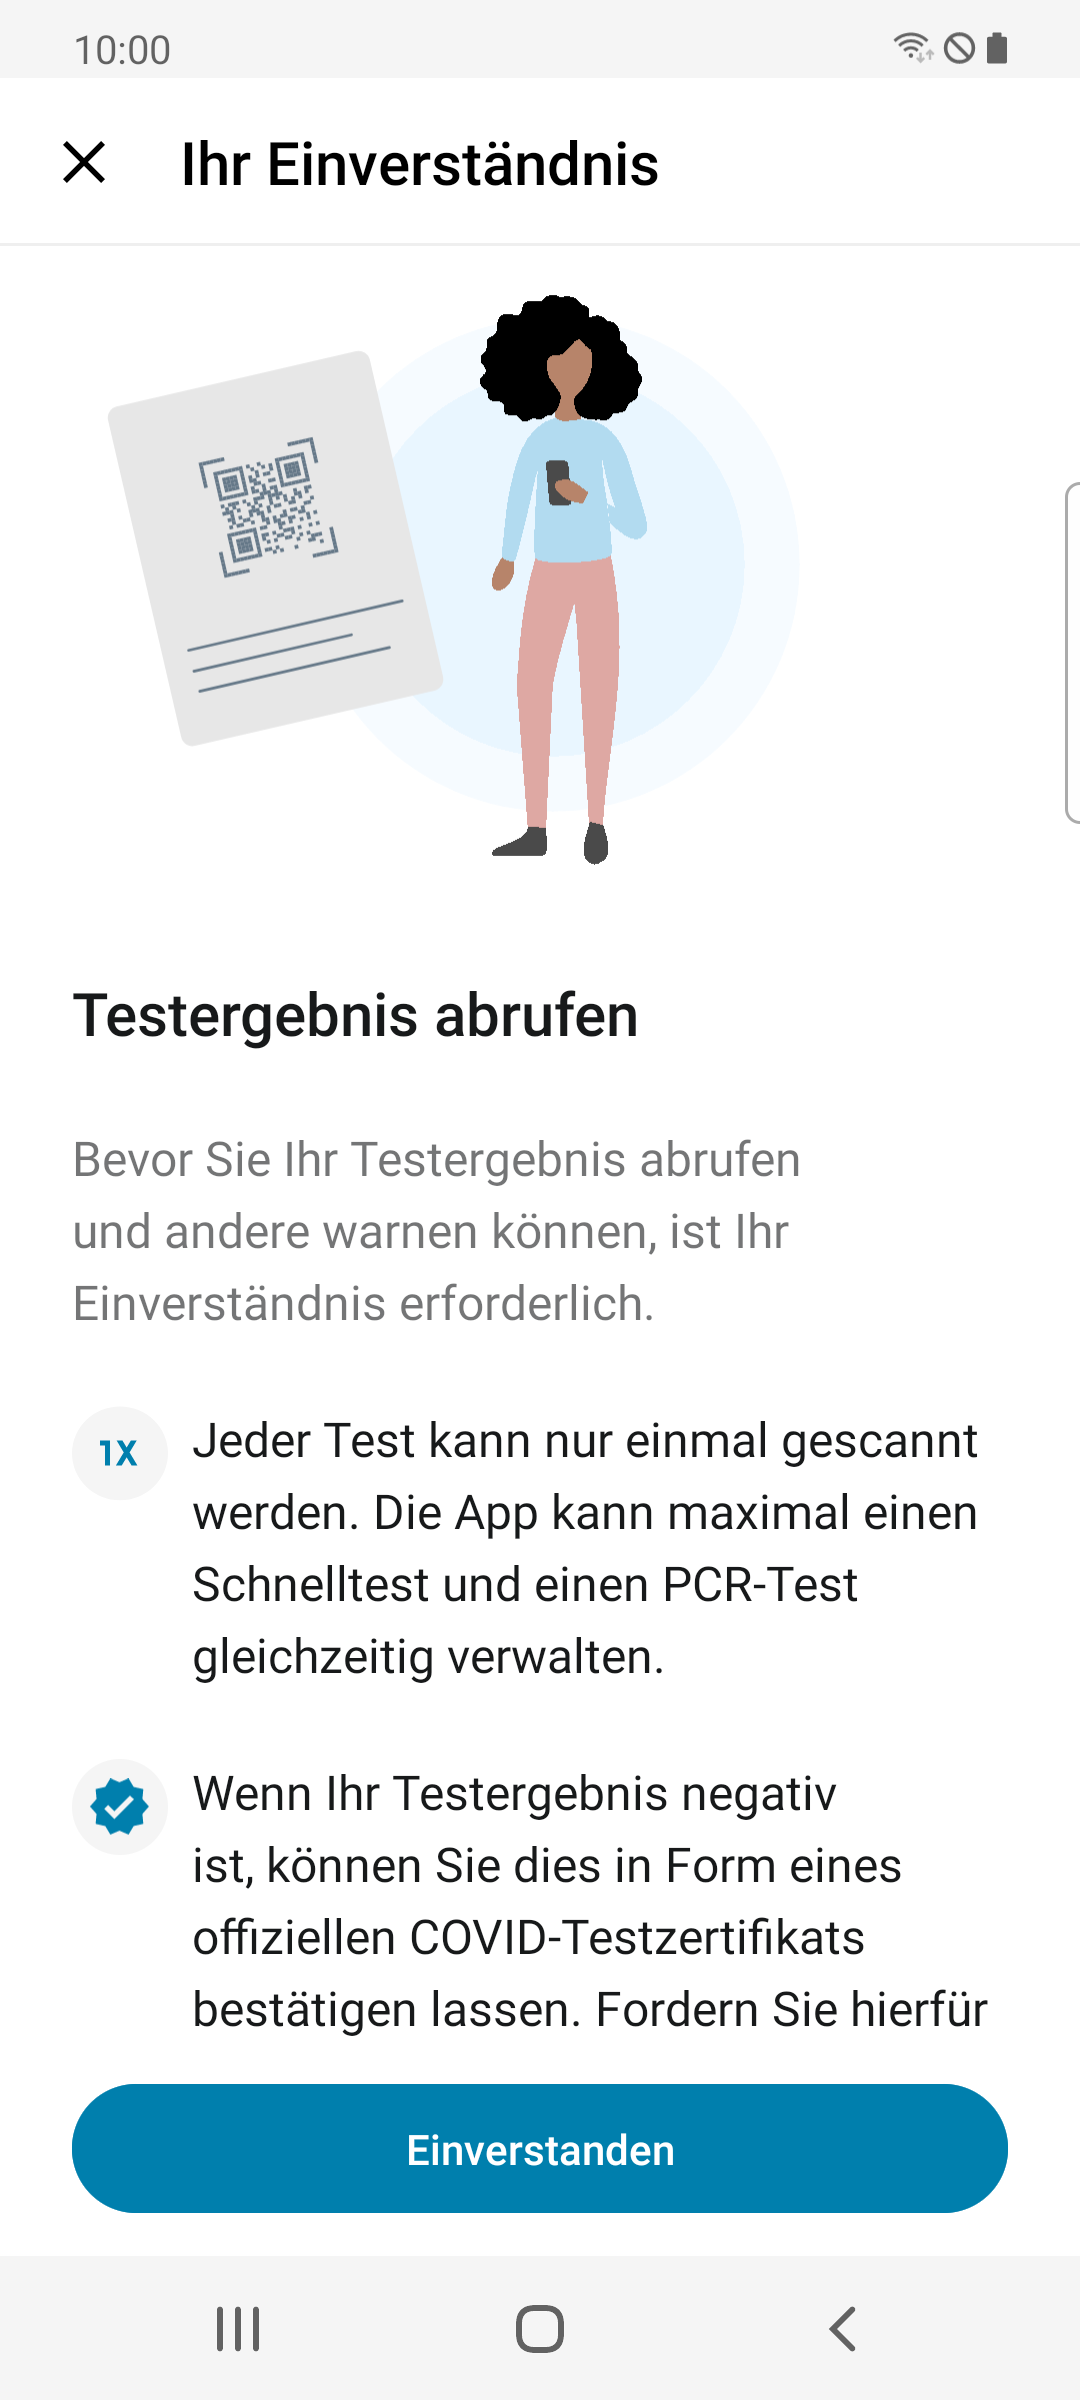 10:00
Ihr Einverständnis
Testergebnis abrufen
Bevor Sie Ihr Testergebnis abrufen
und andere warnen können, ist Ihr
Einverständnis erforderlich.
1X
Jeder Test kann nur einmal gescannt
werden. Die App kann maximal einen
Schnelltest und einen PCR-Test
gleichzeitig verwalten.
Wenn Ihr Testergebnis negativ
ist, können Sie dies in Form eines
offiziellen COVID-Testzertifikats
bestätigen lassen. Fordern Sie hierfür
Einverstanden